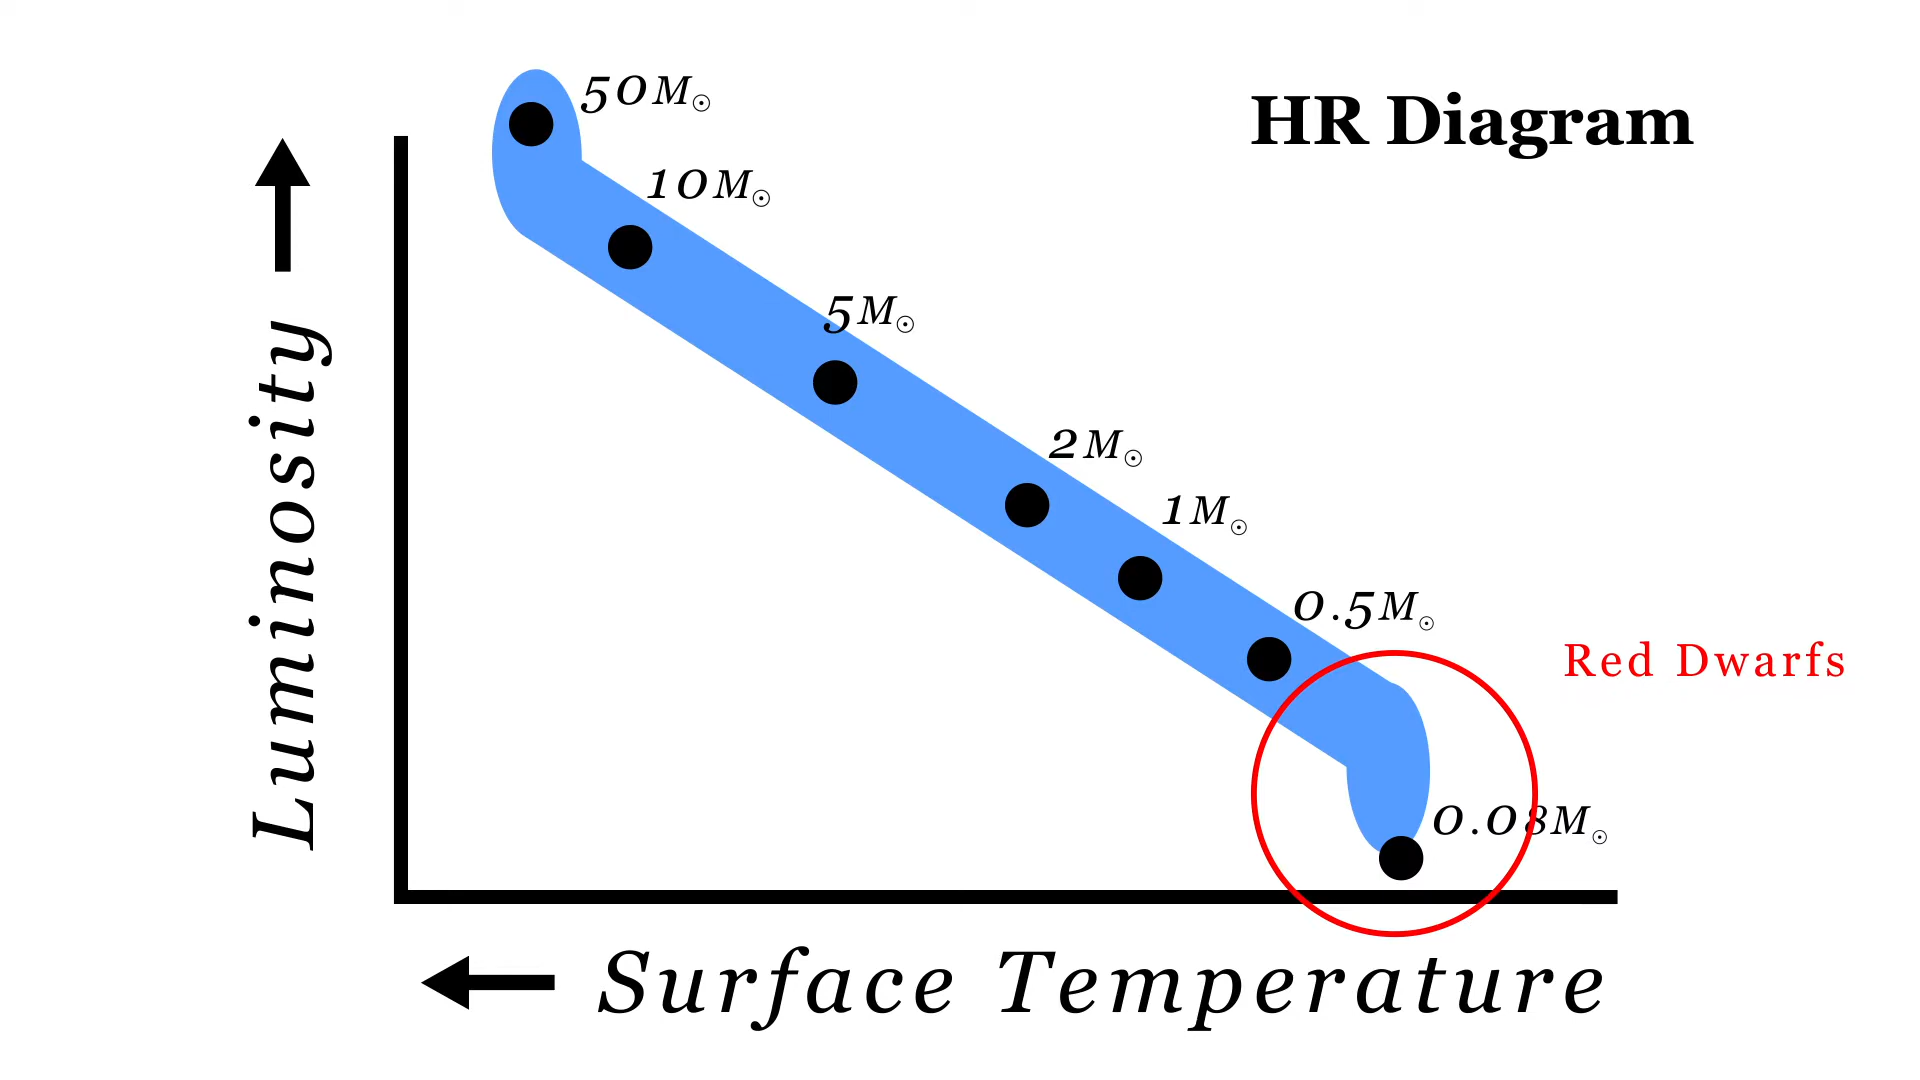 HR Diagram
50M☉
10M☉
5M☉
2M☉
1M☉
0.5M☉
Red Dwarfs
0.08M☉
Luminosity
Surface Temperature